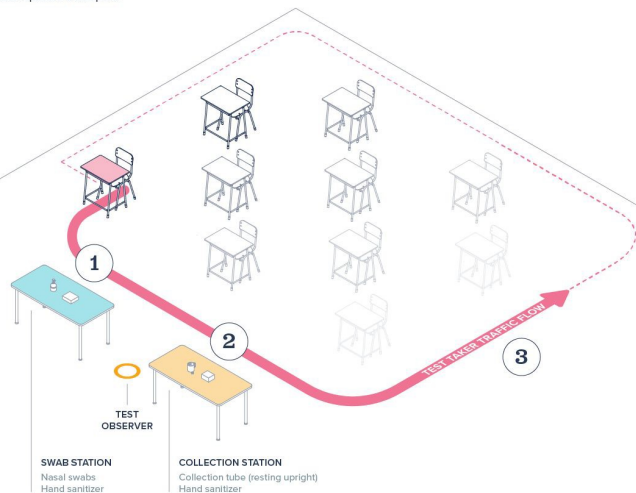 1
2
TEST TAKER TRAFFIC FLOW
3
TEST
OBSERVER
SWAB STATION
Nasal swabs
Hand sanitizer
COLLECTION STATION
Collection tube (resting upright)
Hand sanitizer